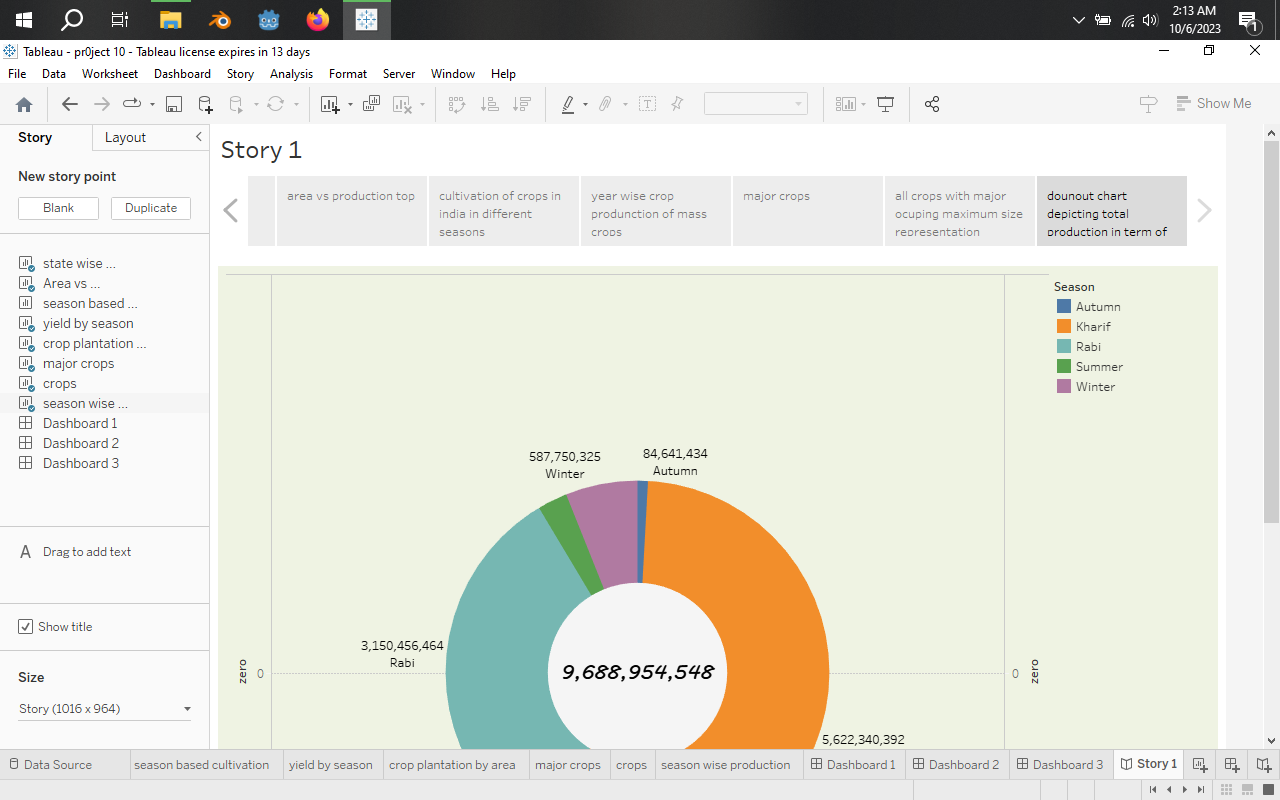 2:13 AM
10/6/2023
1
Tableau - pr0ject 10 - Tableau license expires in 13 days
File Data Worksheet Dashboard Story Analysis Format Server Window Help
Show Me
Story Layout
New story point
Blank Duplicate
state wise ...
Area vs ...
season based ...
yield by season
crop plantation ...
major crops
crops
season wise ...
Dashboard 1
Dashboard 2
Dashboard 3
A Drag to add text
Show title
Size
Story (1016 x 964)
Story 1
area vs production top
cultivation of crops in
india in different
seasons
year wise crop
produnction of mass
crops
major crops
all crops with major
ocuping maximum size
representation
dounout chart
depicting total
production in term of
Season
Autumn
Kharif
Rabi
Summer
Winter
587,750,325
Winter
84,641,434
Autumn
3,150,456,464
Rabi
9,688,954,548
zero
0
0
zero
5,622,340,392
Data Source season based cultivation yield by season crop plantation by area major crops crops season wise production Dashboard 1 Dashboard 2 Dashboard 3 Story 1